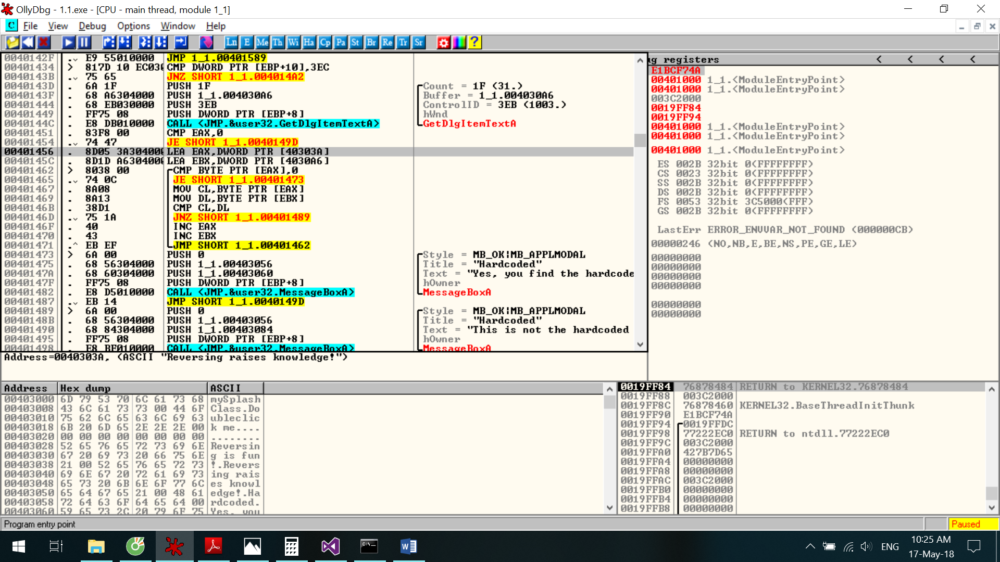 OllyDbg - 1.1.exe - [CPU - main thread, module 1_1]
C File View Debug Options Window Help
Ln E Me Th Wi Ha Cp Pa St Br Re Tr Sr ?
0040142F .v E9 55010000 JMP 1_1.00401589
00401434 > 817D 10 EC030 CMP DWORD PTR [EBP+10],3EC
0040143B .v 75 65 JNZ SHORT 1_1.004014A2
0040143D . 6A 1F PUSH 1F Count = 1F (31.)
0040143F . 68 A6304000 PUSH 1_1.004030A6 Buffer = 1_1.004030A6
00401444 . 68 EB030000 PUSH 3EB ControlID = 3EB (1003.)
00401449 . FF75 08 PUSH DWORD PTR [EBP+8] hWnd
0040144C . E8 DB010000 CALL <JMP.&user32.GetDlgItemTextA> GetDlgItemTextA
00401451 . 83F8 00 CMP EAX,0
00401454 .v 74 47 JE SHORT 1_1.0040149D
00401456 . 8D05 3A304000 LEA EAX,DWORD PTR [40303A]
0040145C . 8D1D A6304000 LEA EBX,DWORD PTR [4030A6]
00401462 > 8038 00 CMP BYTE PTR [EAX],0
00401465 .v 74 0C JE SHORT 1_1.00401473
00401467 . 8A08 MOV CL,BYTE PTR [EAX]
00401469 . 8A13 MOV DL,BYTE PTR [EBX]
0040146B . 38D1 CMP CL,DL
0040146D .v 75 1A JNZ SHORT 1_1.00401489
0040146F . 40 INC EAX
00401470 . 43 INC EBX
00401471 .^ EB EF JMP SHORT 1_1.00401462
00401473 > 6A 00 PUSH 0 Style = MB_OK|MB_APPLMODAL
00401475 . 68 56304000 PUSH 1_1.00403056 Title = "Hardcoded"
0040147A . 68 60304000 PUSH 1_1.00403060 Text = "Yes, you find the hardcode
0040147F . FF75 08 PUSH DWORD PTR [EBP+8] hOwner
00401482 . E8 D5010000 CALL <JMP.&user32.MessageBoxA> MessageBoxA
00401487 .v EB 14 JMP SHORT 1_1.0040149D
00401489 > 6A 00 PUSH 0 Style = MB_OK|MB_APPLMODAL
0040148B . 68 56304000 PUSH 1_1.00403056 Title = "Hardcoded"
00401490 . 68 84304000 PUSH 1_1.00403084 Text = "This is not the hardcoded
00401495 . FF75 08 PUSH DWORD PTR [EBP+8] hOwner
00401498 . E8 BF010000 CALL <JMP.&user32.MessageBoxA> MessageBoxA
Address=0040303A, (ASCII "Reversing raises knowledge!")
ug registers < < < <
E1BCF74A
00401000 1_1.<ModuleEntryPoint>
00401000 1_1.<ModuleEntryPoint>
003C2000
0019FF84
0019FF94
00401000 1_1.<ModuleEntryPoint>
00401000 1_1.<ModuleEntryPoint>
00401000 1_1.<ModuleEntryPoint>
ES 002B 32bit 0(FFFFFFFF)
CS 0023 32bit 0(FFFFFFFF)
SS 002B 32bit 0(FFFFFFFF)
DS 002B 32bit 0(FFFFFFFF)
FS 0053 32bit 3C5000(FFF)
GS 002B 32bit 0(FFFFFFFF)
LastErr ERROR_ENVVAR_NOT_FOUND (000000CB)
00000246 (NO,NB,E,BE,NS,PE,GE,LE)
00000000
00000000
00000000
00000000
00000000
00000000
Address Hex dump ASCII
00403000 6D 79 53 70 6C 61 73 68 mySplash
00403008 43 6C 61 73 73 00 44 6F Class.Do
00403010 75 62 6C 65 63 6C 69 63 ubleclic
00403018 6B 20 6D 65 2E 2E 2E 00 k me....
00403020 00 00 00 00 00 00 00 00 ........
00403028 52 65 76 65 72 73 69 6E Reversin
00403030 67 20 69 73 20 66 75 6E g is fun
00403038 21 00 52 65 76 65 72 73 !.Revers
00403040 69 6E 67 20 72 61 69 73 ing rais
00403048 65 73 20 6B 6E 6F 77 6C es knowl
00403050 65 64 67 65 21 00 48 61 edge!.Ha
00403058 72 64 63 6F 64 65 64 00 rdcoded.
00403060 59 65 73 2C 20 79 6F 75 Yes, you
0019FF84 76878484 RETURN to KERNEL32.76878484
0019FF88 003C2000
0019FF8C 76878460 KERNEL32.BaseThreadInitThunk
0019FF90 E1BCF74A
0019FF94 0019FFDC
0019FF98 77222EC0 RETURN to ntdll.77222EC0
0019FF9C 003C2000
0019FFA0 427B7D65
0019FFA4 00000000
0019FFA8 00000000
0019FFAC 003C2000
0019FFB0 00000000
0019FFB4 00000000
0019FFB8 00000000
Program entry point Paused
ENG
10:25 AM
17-May-18